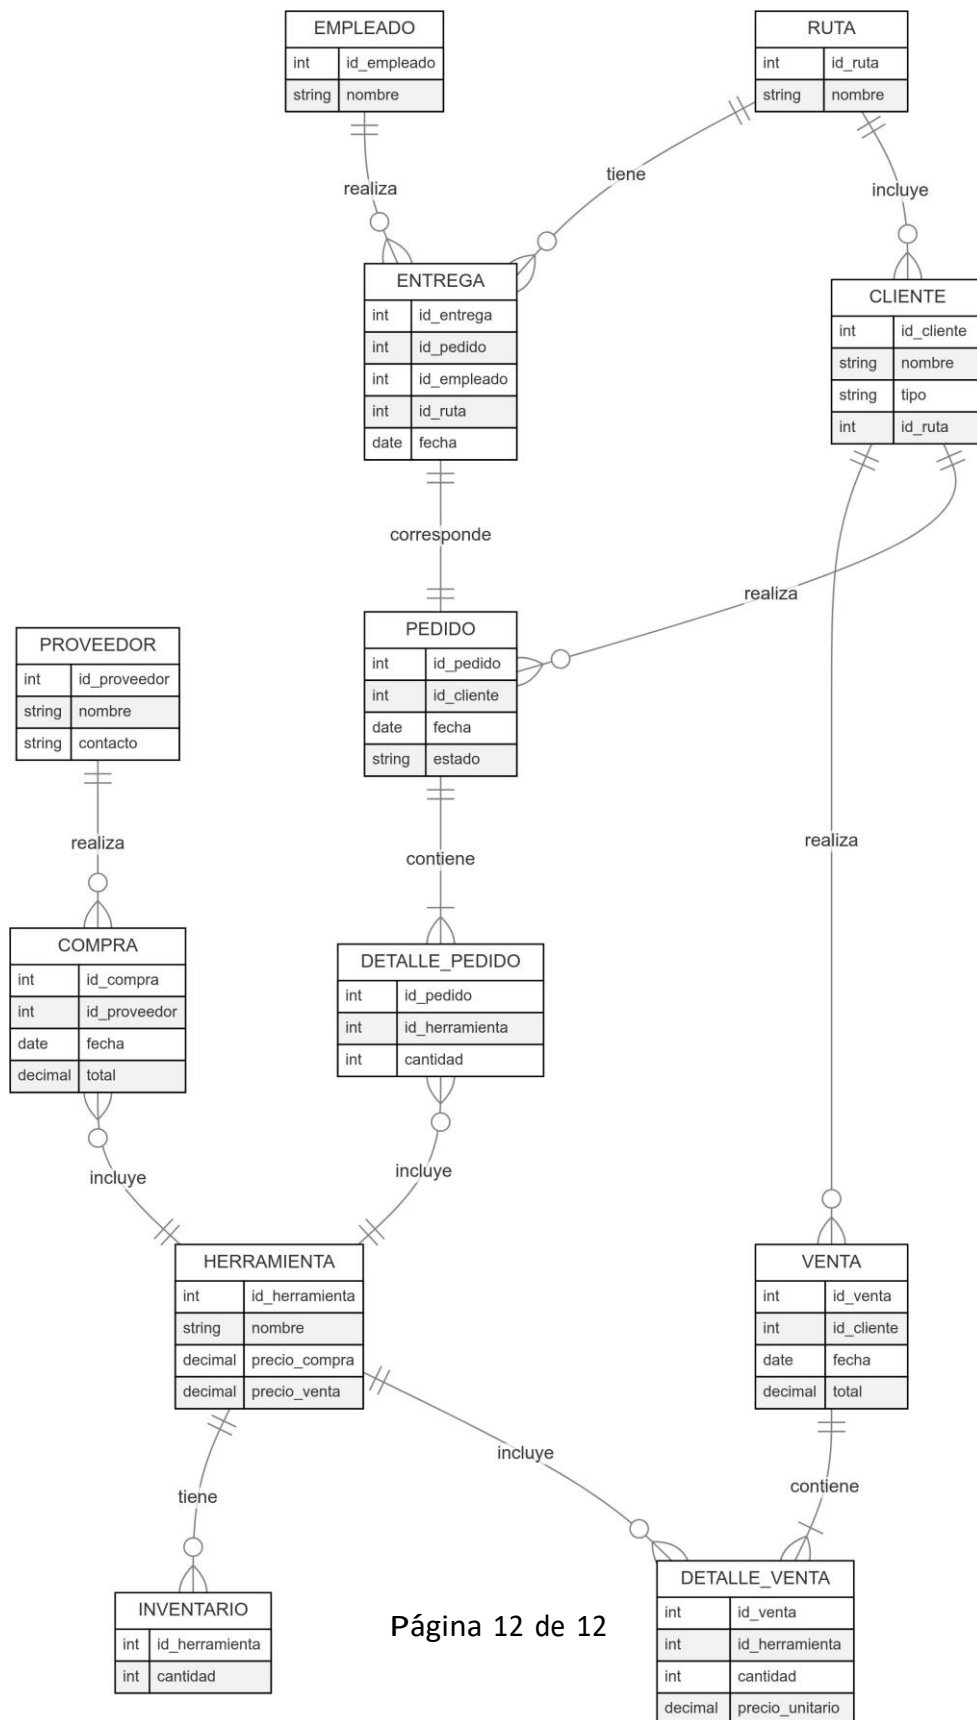 EMPLEADO
int id_empleado
string nombre
RUTA
int id_ruta
string nombre
realiza
tiene
incluye
ENTREGA
int id_entrega
int id_pedido
int id_empleado
int id_ruta
date fecha
CLIENTE
int id_cliente
string nombre
string tipo
int id_ruta
corresponde
realiza
PEDIDO
int id_pedido
int id_cliente
date fecha
string estado
PROVEEDOR
int id_proveedor
string nombre
string contacto
realiza
contiene
realiza
COMPRA
int id_compra
int id_proveedor
date fecha
decimal total
DETALLE_PEDIDO
int id_pedido
int id_herramienta
int cantidad
incluye
incluye
HERRAMIENTA
int id_herramienta
string nombre
decimal precio_compra
decimal precio_venta
VENTA
int id_venta
int id_cliente
date fecha
decimal total
tiene
incluye
contiene
INVENTARIO
int id_herramienta
int cantidad
Página 12 de 12
DETALLE_VENTA
int id_venta
int id_herramienta
int cantidad
decimal precio_unitario